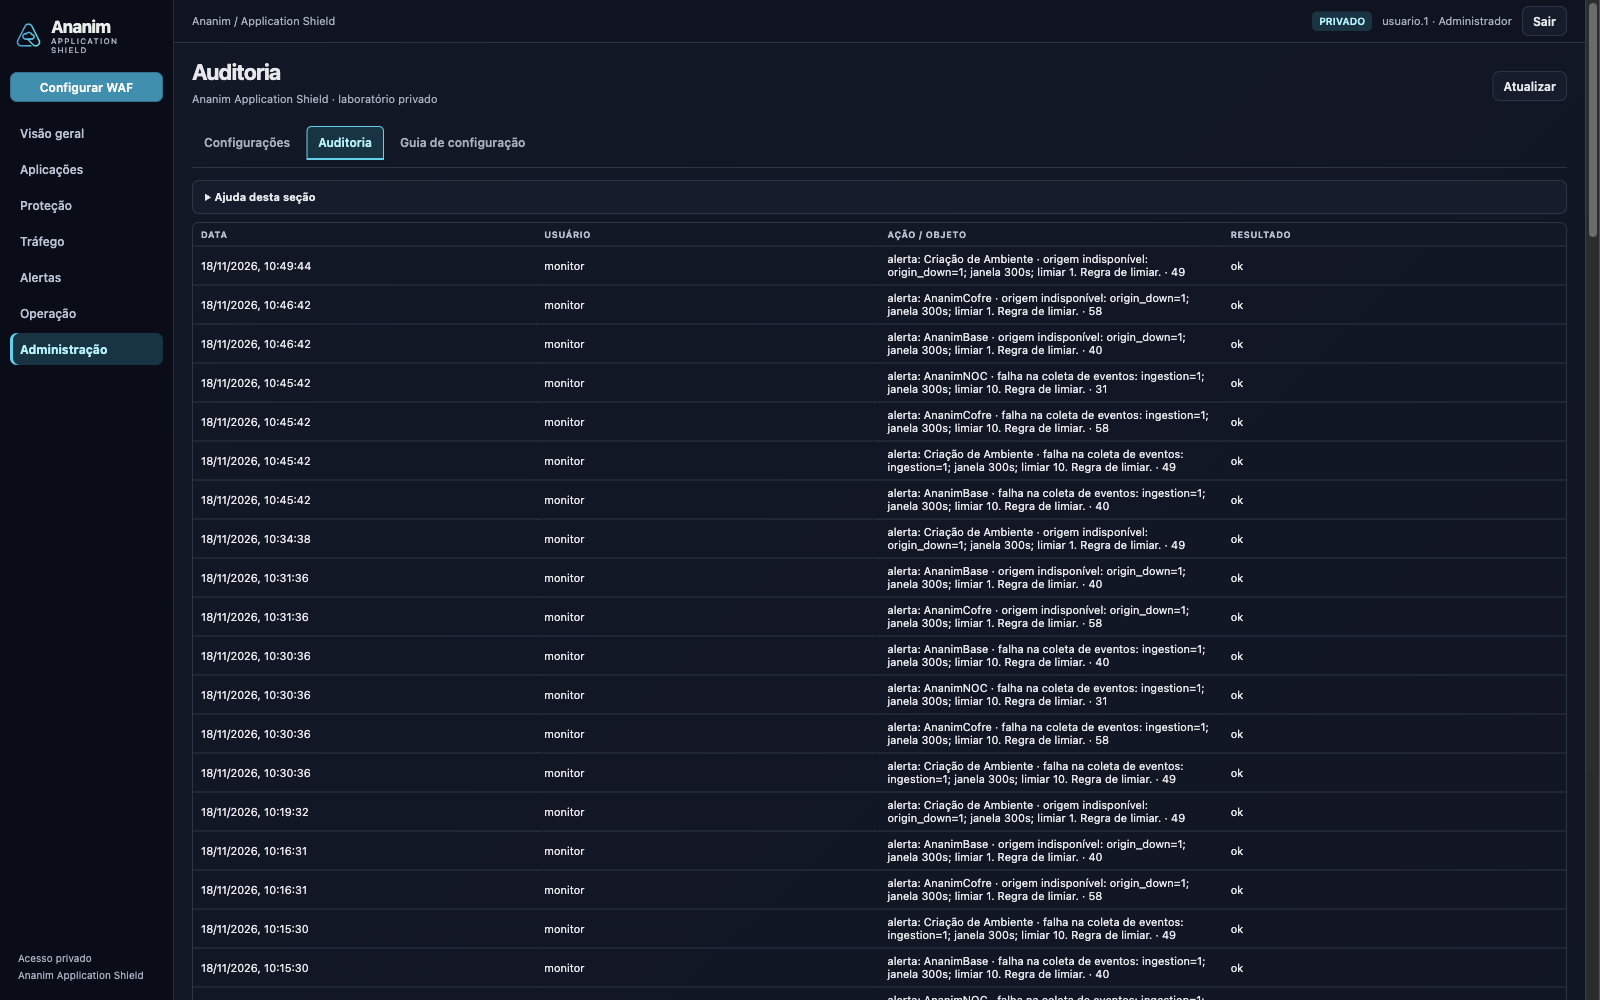 Ananim
APPLICATION
SHIELD
Configurar WAF
Visão geral
Aplicações
Proteção
Tráfego
Alertas
Operação
Administração
Acesso privado
Ananim Application Shield
Ananim / Application Shield
PRIVADO
usuario.1 · Administrador
Sair
Auditoria
Ananim Application Shield · laboratório privado
Atualizar
Configurações
Auditoria
Guia de configuração
Ajuda desta seção
DATA USUÁRIO AÇÃO / OBJETO RESULTADO
18/11/2026, 10:49:44 monitor alerta: Criação de Ambiente · origem indisponível:
origin_down=1; janela 300s; limiar 1. Regra de limiar. · 49 ok
18/11/2026, 10:46:42 monitor alerta: AnanimCofre · origem indisponível: origin_down=1;
janela 300s; limiar 1. Regra de limiar. · 58 ok
18/11/2026, 10:46:42 monitor alerta: AnanimBase · origem indisponível: origin_down=1;
janela 300s; limiar 1. Regra de limiar. · 40 ok
18/11/2026, 10:45:42 monitor alerta: AnanimNOC · falha na coleta de eventos: ingestion=1;
janela 300s; limiar 10. Regra de limiar. · 31 ok
18/11/2026, 10:45:42 monitor alerta: AnanimCofre · falha na coleta de eventos: ingestion=1;
janela 300s; limiar 10. Regra de limiar. · 58 ok
18/11/2026, 10:45:42 monitor alerta: Criação de Ambiente · falha na coleta de eventos:
ingestion=1; janela 300s; limiar 10. Regra de limiar. · 49 ok
18/11/2026, 10:45:42 monitor alerta: AnanimBase · falha na coleta de eventos: ingestion=1;
janela 300s; limiar 10. Regra de limiar. · 40 ok
18/11/2026, 10:34:38 monitor alerta: Criação de Ambiente · origem indisponível:
origin_down=1; janela 300s; limiar 1. Regra de limiar. · 49 ok
18/11/2026, 10:31:36 monitor alerta: AnanimBase · origem indisponível: origin_down=1;
janela 300s; limiar 1. Regra de limiar. · 40 ok
18/11/2026, 10:31:36 monitor alerta: AnanimCofre · origem indisponível: origin_down=1;
janela 300s; limiar 1. Regra de limiar. · 58 ok
18/11/2026, 10:30:36 monitor alerta: AnanimBase · falha na coleta de eventos: ingestion=1;
janela 300s; limiar 10. Regra de limiar. · 40 ok
18/11/2026, 10:30:36 monitor alerta: AnanimNOC · falha na coleta de eventos: ingestion=1;
janela 300s; limiar 10. Regra de limiar. · 31 ok
18/11/2026, 10:30:36 monitor alerta: AnanimCofre · falha na coleta de eventos: ingestion=1;
janela 300s; limiar 10. Regra de limiar. · 58 ok
18/11/2026, 10:30:36 monitor alerta: Criação de Ambiente · falha na coleta de eventos:
ingestion=1; janela 300s; limiar 10. Regra de limiar. · 49 ok
18/11/2026, 10:19:32 monitor alerta: Criação de Ambiente · origem indisponível:
origin_down=1; janela 300s; limiar 1. Regra de limiar. · 49 ok
18/11/2026, 10:16:31 monitor alerta: AnanimBase · origem indisponível: origin_down=1;
janela 300s; limiar 1. Regra de limiar. · 40 ok
18/11/2026, 10:16:31 monitor alerta: AnanimCofre · origem indisponível: origin_down=1;
janela 300s; limiar 1. Regra de limiar. · 58 ok
18/11/2026, 10:15:30 monitor alerta: Criação de Ambiente · falha na coleta de eventos:
ingestion=1; janela 300s; limiar 10. Regra de limiar. · 49 ok
18/11/2026, 10:15:30 monitor alerta: AnanimBase · falha na coleta de eventos: ingestion=1;
janela 300s; limiar 10. Regra de limiar. · 40 ok
alerta: AnanimNOC · falha na coleta de eventos: ingestion=1;